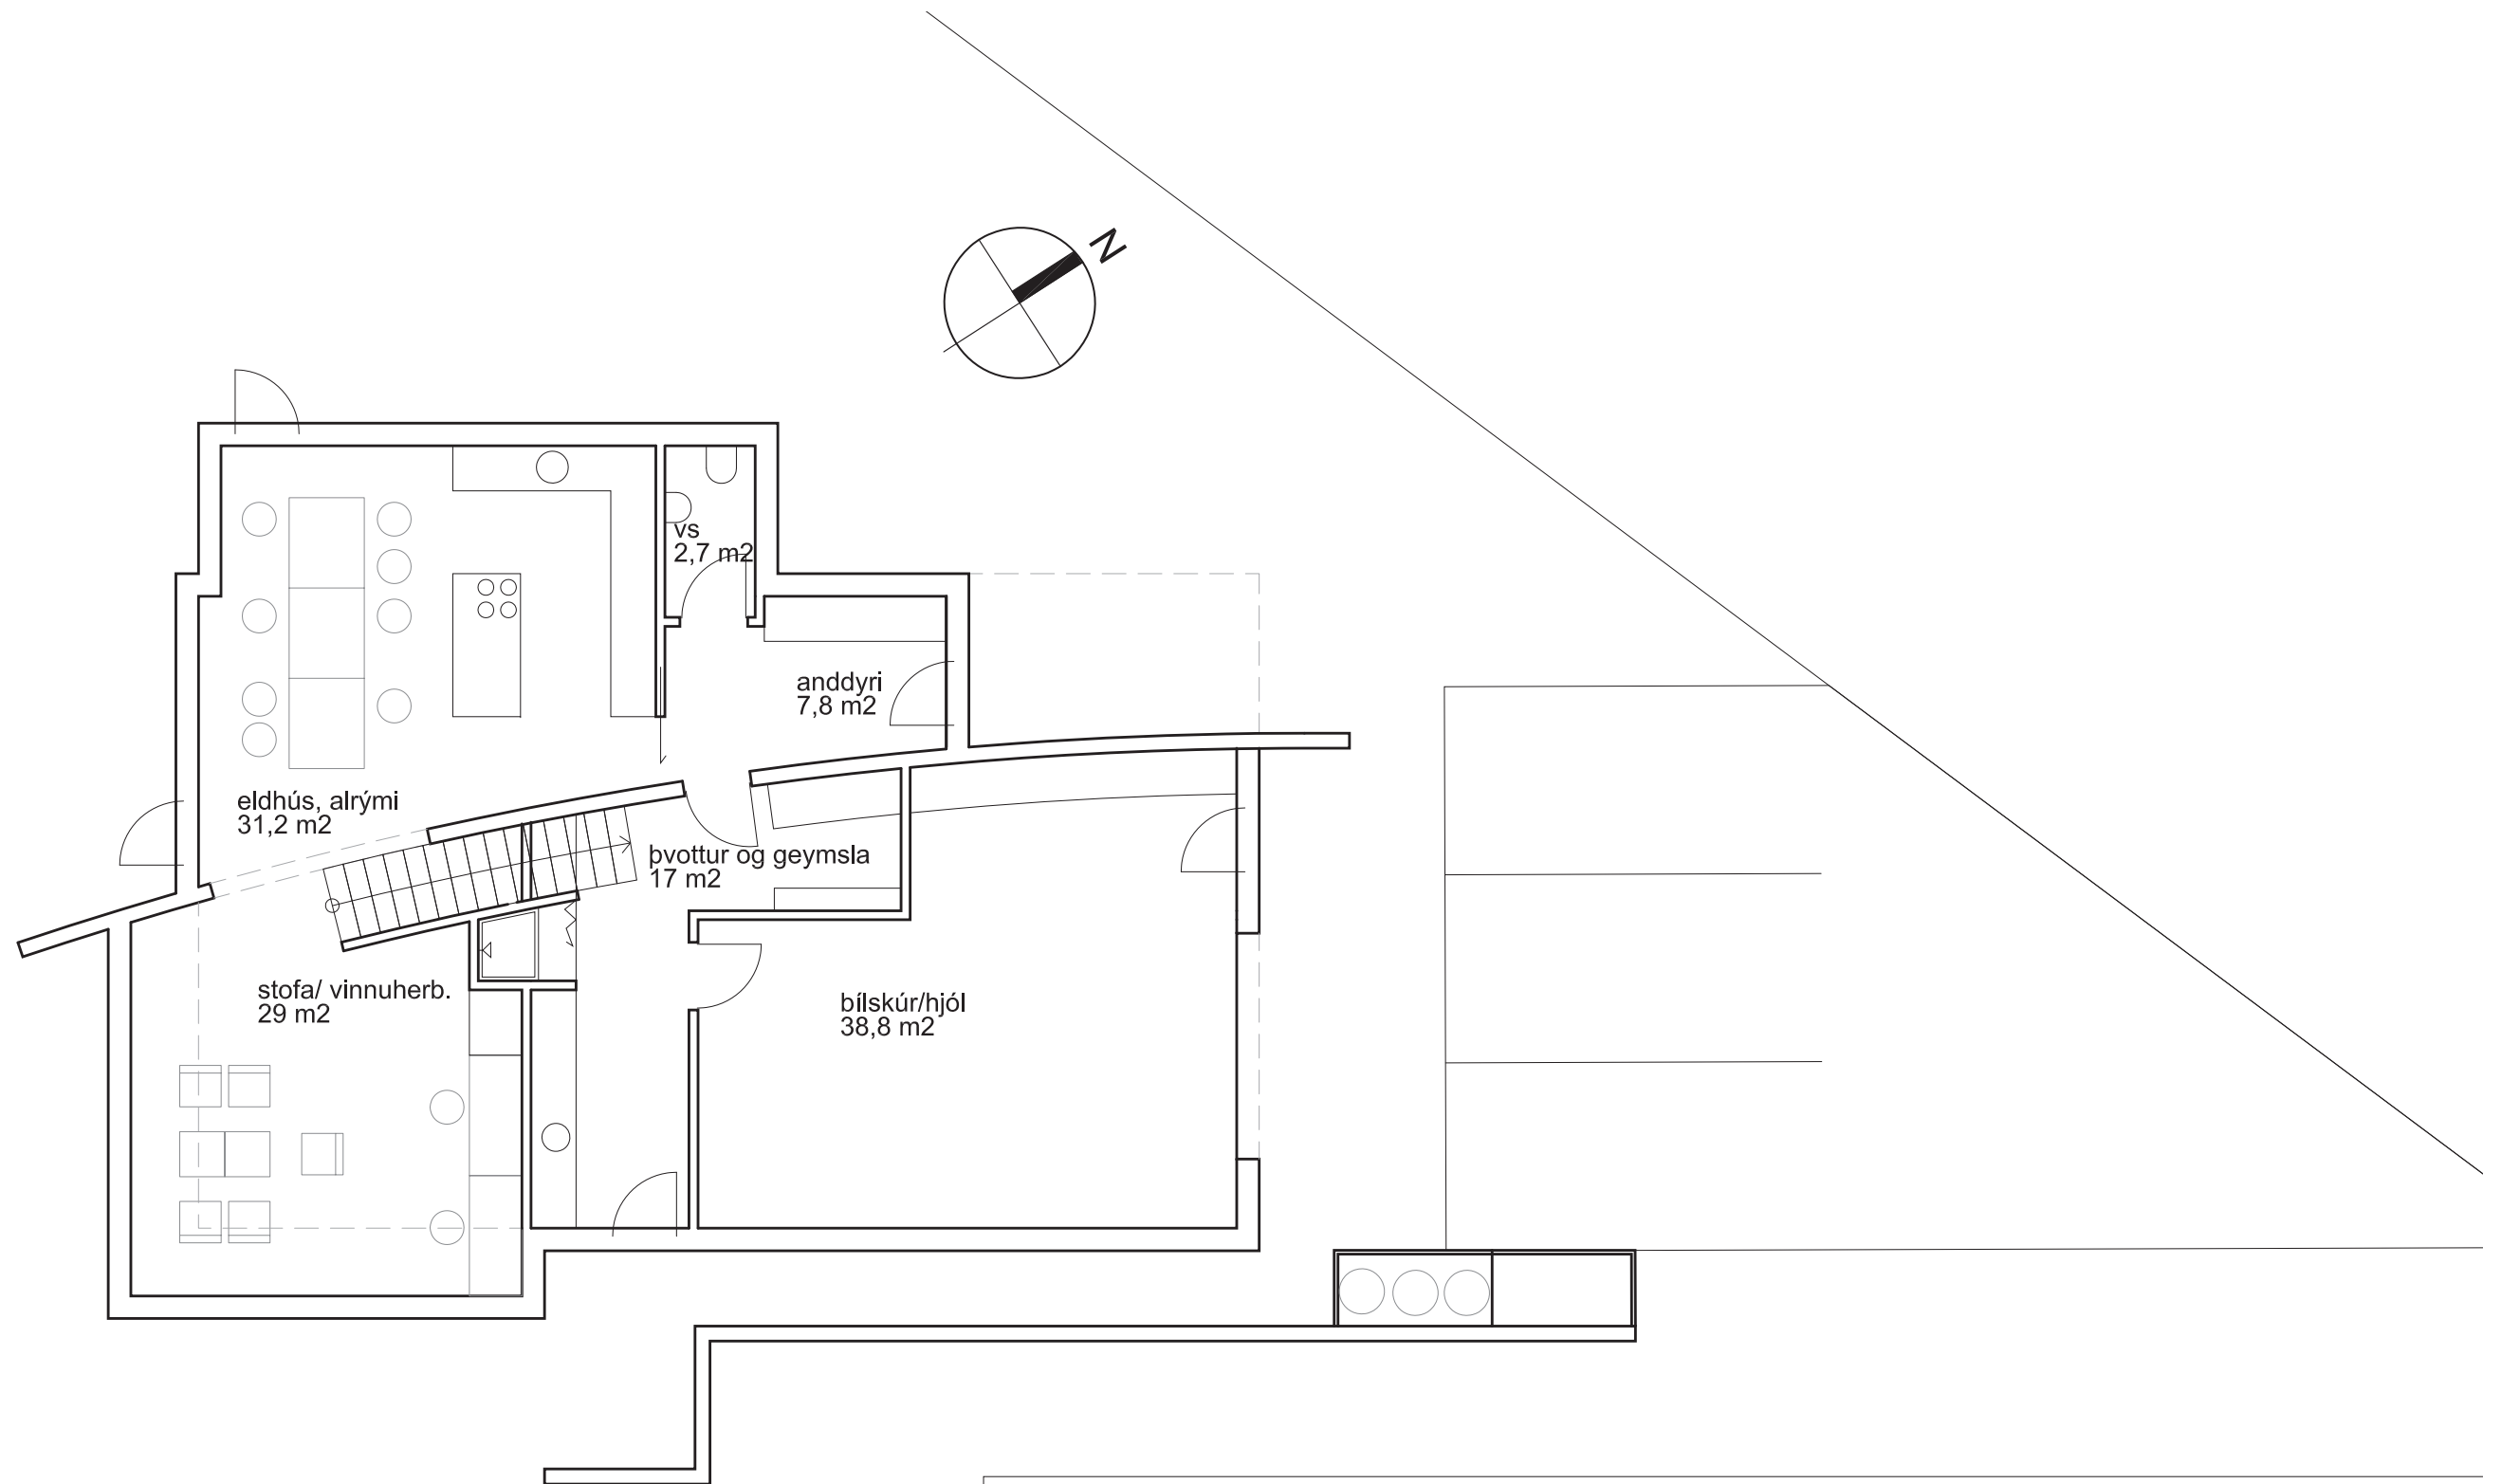 N
vs
2,7 m2
anddyri
7,8 m2
eldhús, alrými
31,2 m2
þvottur og geymsla
17 m2
stofa/ vinnuherb.
29 m2
bílskúr/hjól
38,8 m2